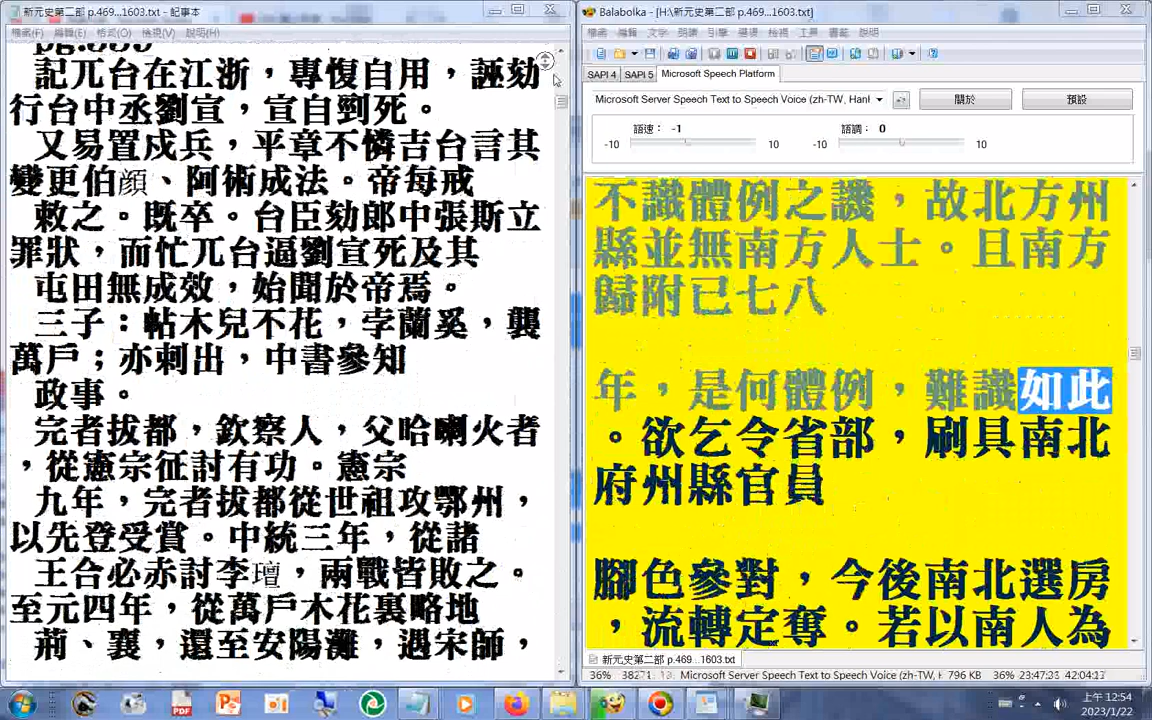 新元史第二部 p.469...1603.txt - 記事本
檔案(F) 編輯(E) 格式(O) 檢視(V) 說明(H)
記兀台在江浙，專愎自用，誣劾
行台中丞劉宣，宣自剄死。
又易置戍兵，平章不憐吉台言其
變更伯顏、阿術成法。帝每戒
敕之。既卒。台臣劾郎中張斯立
罪狀，而忙兀台逼劉宣死及其
屯田無成效，始聞於帝焉。
三子：帖木兒不花，孛蘭奚，襲
萬戶；亦剌出，中書參知
政事。
完者拔都，欽察人，父哈喇火者
，從憲宗征討有功。憲宗
九年，完者拔都從世祖攻鄂州，
以先登受賞。中統三年，從諸
王合必赤討李璮，兩戰皆敗之。
至元四年，從萬戶木花裏略地
荊、襄，還至安陽灘，遇宋師，
Balabolka - [H:\新元史第二部 p.469...1603.txt]
檔案 編輯 文字 朗讀 引擎 選項 檢視 工具 書籤 說明
SAPI 4 SAPI 5 Microsoft Speech Platform
Microsoft Server Speech Text to Speech Voice (zh-TW, HanH
關於
預設
語速： -1
語調： 0
-10 10 -10 10
不識體例之譏，故北方州
縣並無南方人士。且南方
歸附已七八
年，是何體例，難識如此
。欲乞令省部，刷具南北
府州縣官員
腳色參對，今後南北選房
，流轉定奪。若以南人為
新元史第二部 p.469...1603.txt
36% Microsoft Server Speech Text to Speech Voice (zh-TW, HanH 796 KB 36% 23:47:38 42:04:17
上午 12:54
2023/1/22